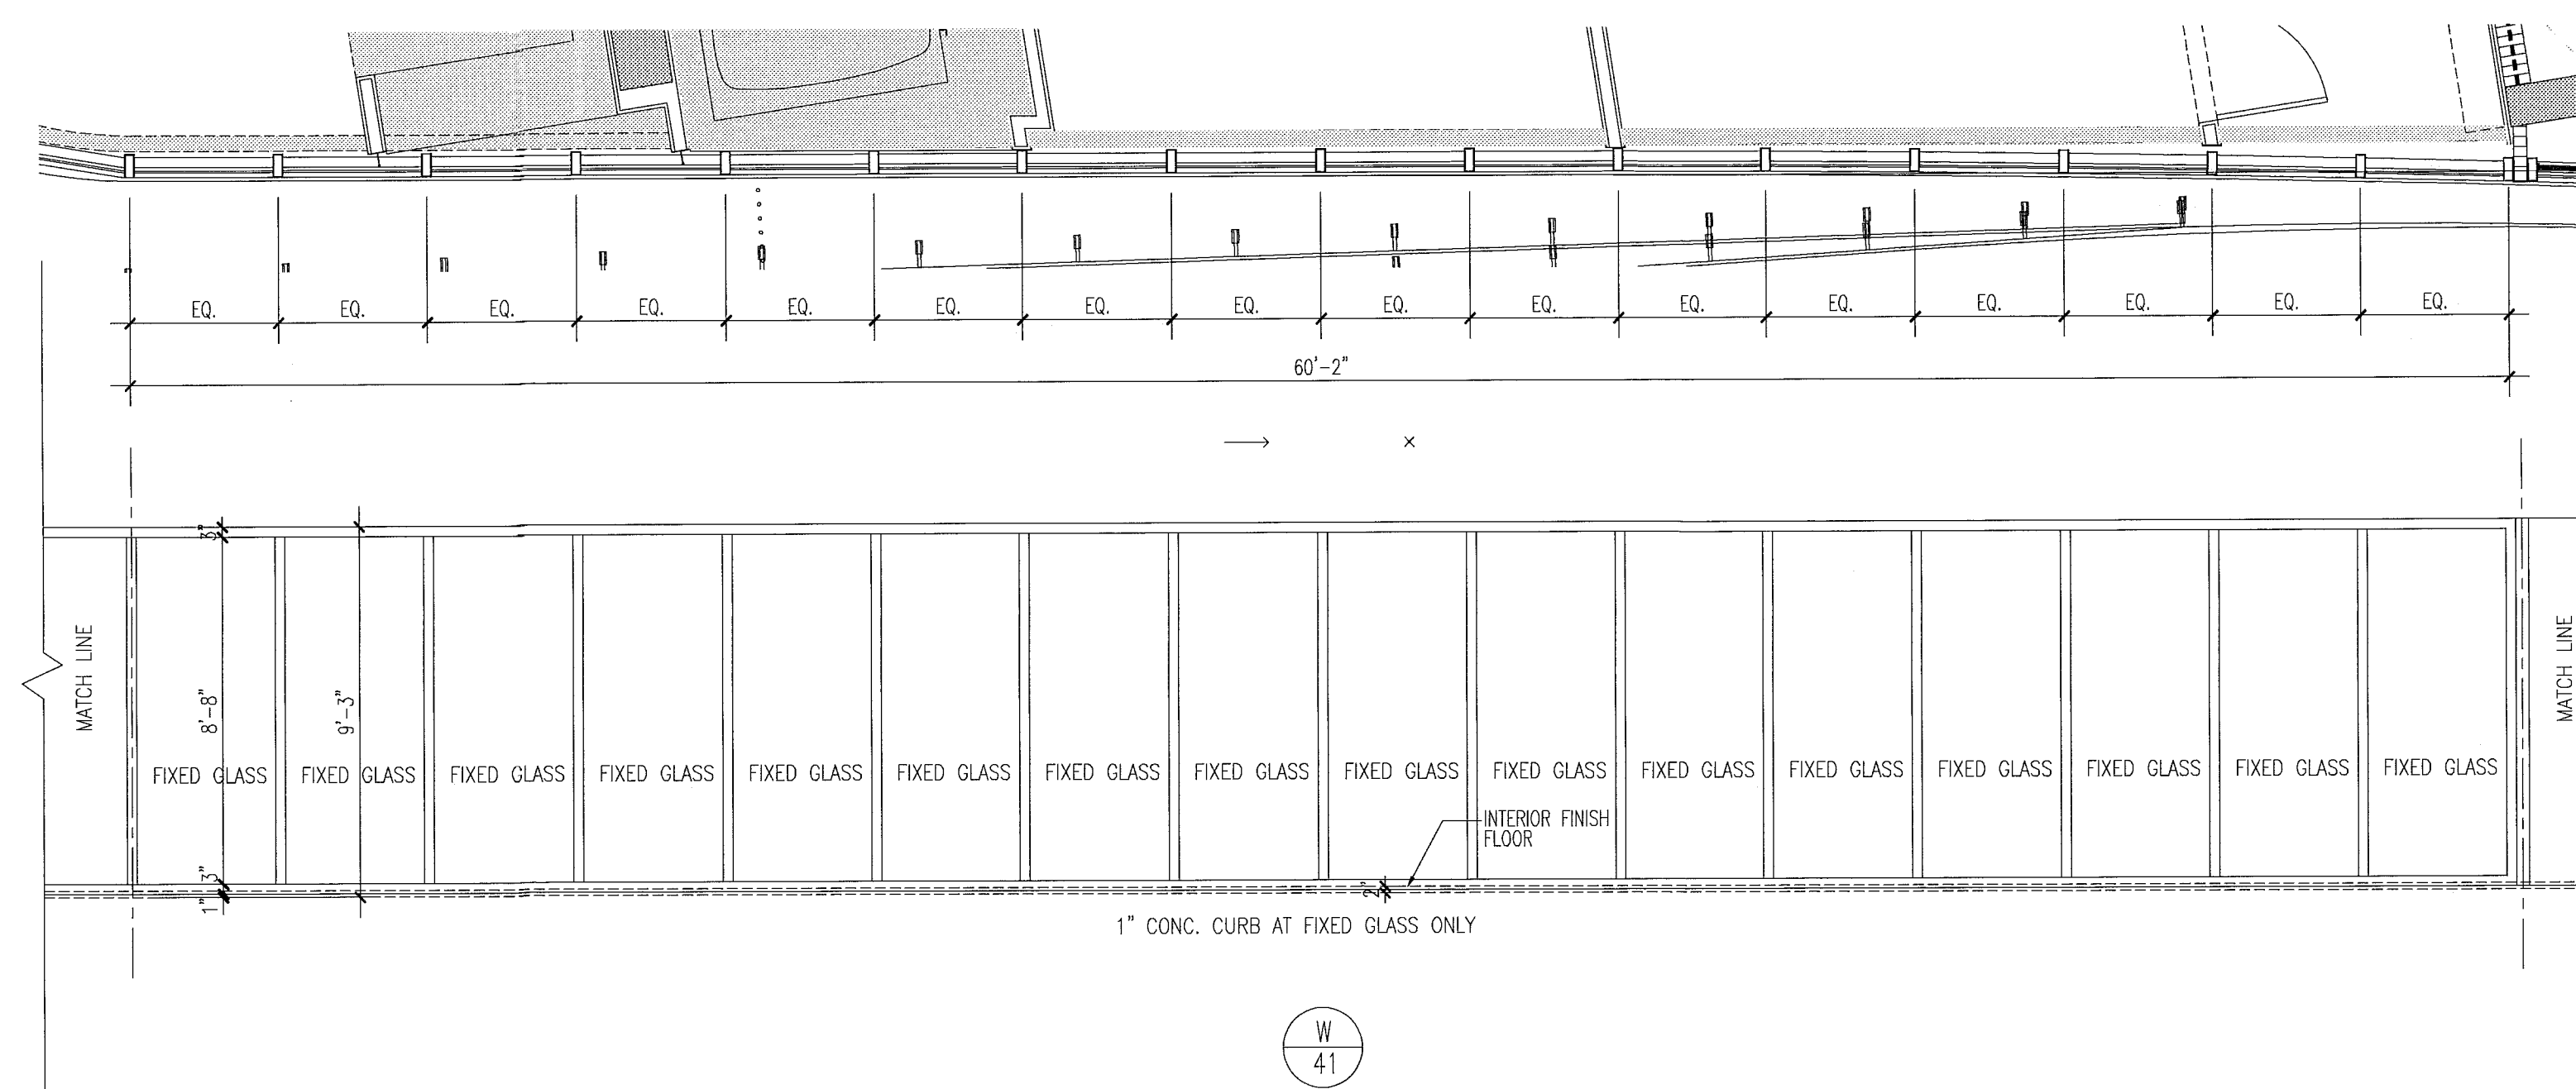 EQ. EQ. EQ. EQ. EQ. EQ. EQ. EQ. EQ. EQ. EQ. EQ. EQ. EQ. EQ. EQ.
60'-2"
3"
MATCH LINE
8'-8"
9'-3"
MATCH LINE
FIXED GLASS FIXED GLASS FIXED GLASS FIXED GLASS FIXED GLASS FIXED GLASS FIXED GLASS FIXED GLASS FIXED GLASS FIXED GLASS FIXED GLASS FIXED GLASS FIXED GLASS FIXED GLASS FIXED GLASS FIXED GLASS
INTERIOR FINISH
FLOOR
3"
1"
2"
1" CONC. CURB AT FIXED GLASS ONLY
W
41